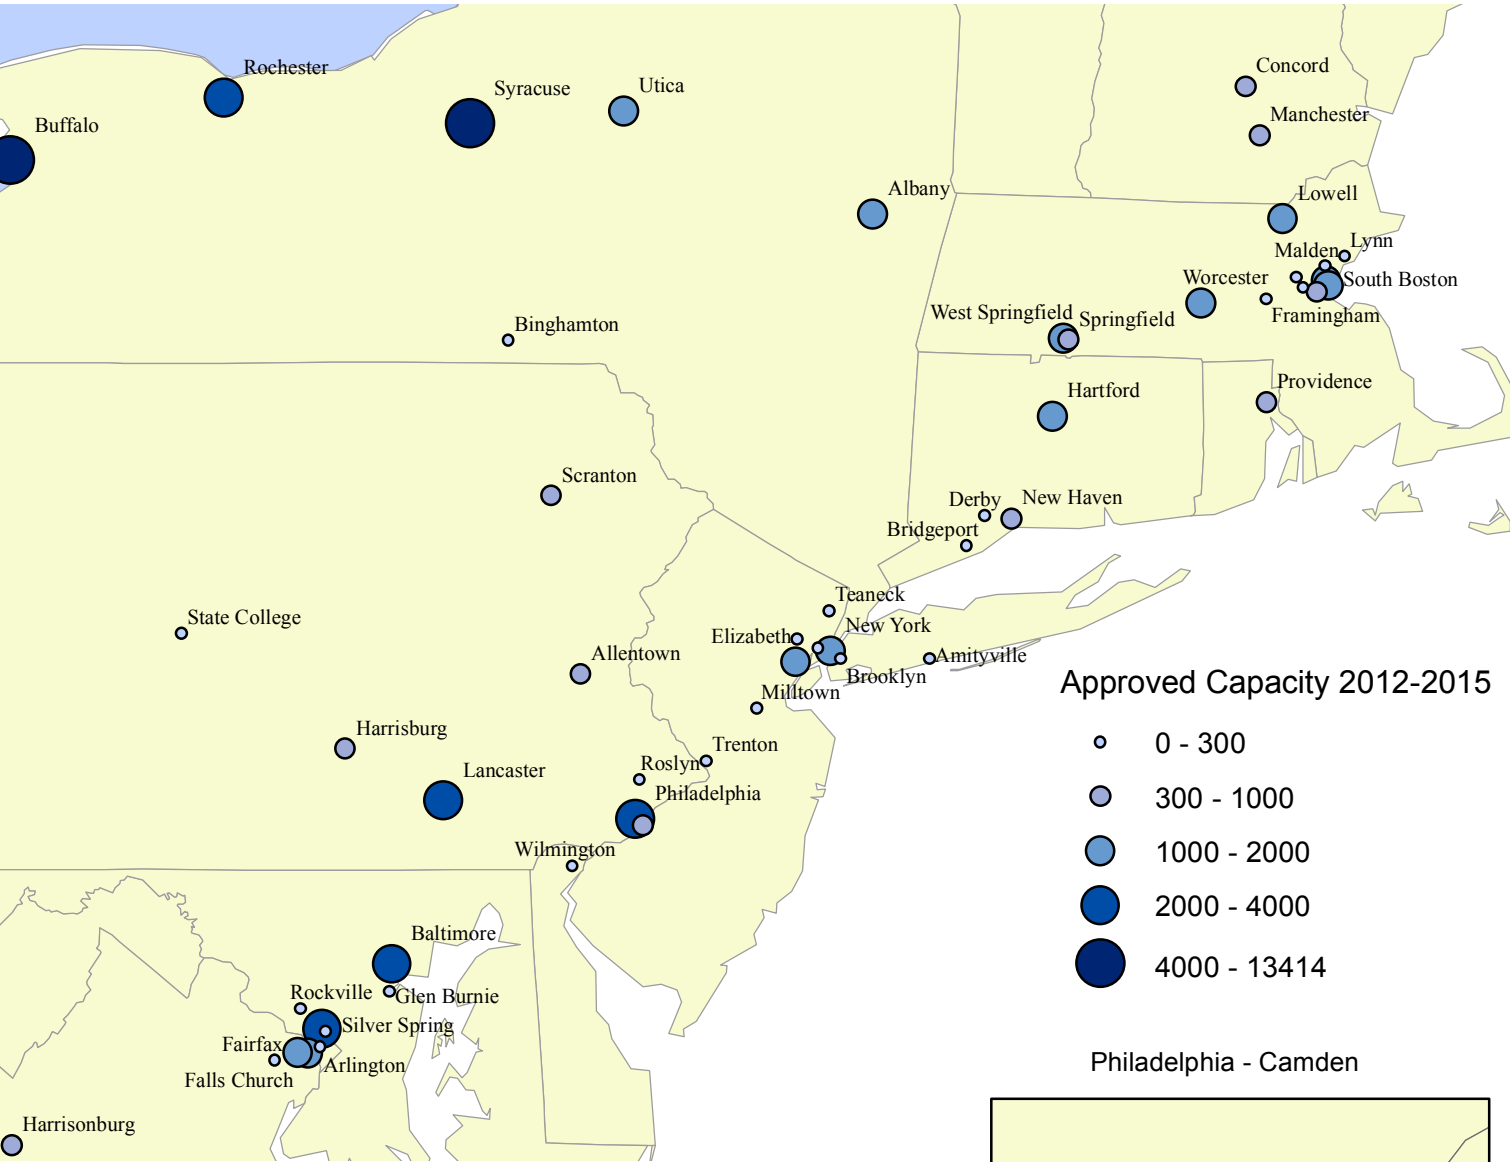 Rochester
Concord
Syracuse
Utica
Manchester
Buffalo
Albany
Lowell
Lynn
Malden
Worcester
South Boston
West Springfield
Springfield
Framingham
Binghamton
Providence
Hartford
Scranton
Derby
New Haven
Bridgeport
Teaneck
State College
New York
Elizabeth
Allentown
Amityville
Brooklyn
Approved Capacity 2012-2015
Milltown
Harrisburg
Trenton
0 - 300
Roslyn
Lancaster
Philadelphia
300 - 1000
Wilmington
1000 - 2000
2000 - 4000
Baltimore
4000 - 13414
Rockville
Glen Burnie
Silver Spring
Fairfax
Arlington
Falls Church
Philadelphia - Camden
Harrisonburg